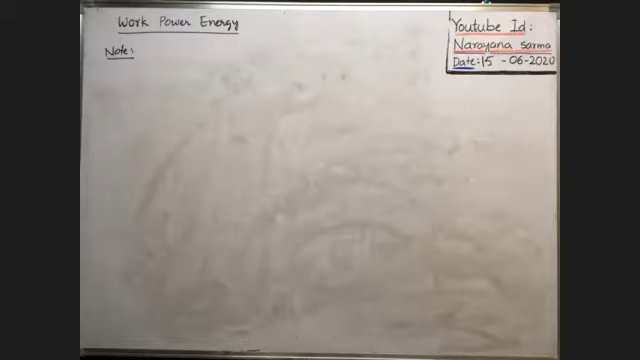 Work Power Energy
Note:
Youtube Id:
Narayana Sarma
Date:15 -06-2020